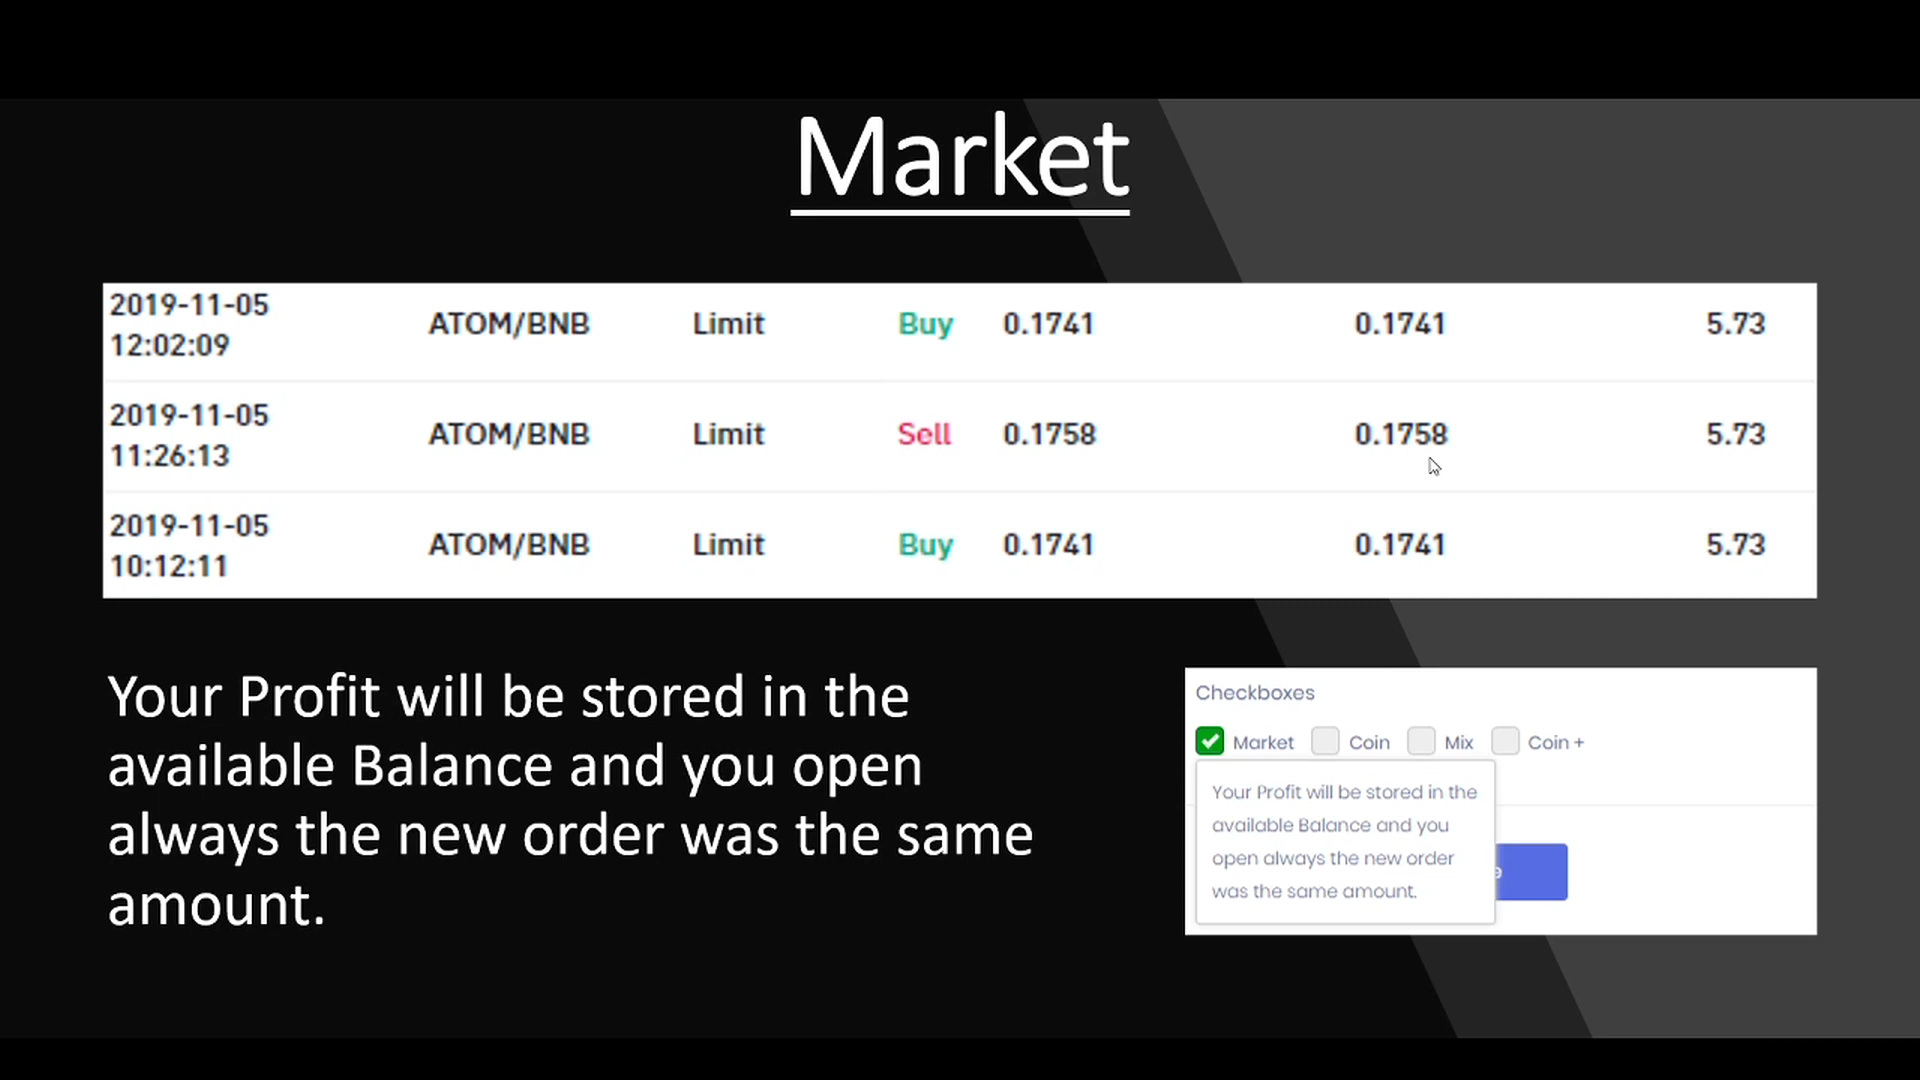 Market
2019-11-05
12:02:09 ATOM/BNB Limit Buy 0.1741 0.1741 5.73
2019-11-05
11:26:13 ATOM/BNB Limit Sell 0.1758 0.1758 5.73
2019-11-05
10:12:11 ATOM/BNB Limit Buy 0.1741 0.1741 5.73
Your Profit will be stored in the
available Balance and you open
always the new order was the same
amount.
Checkboxes
Market Coin Mix Coin +
Your Profit will be stored in the
available Balance and you
open always the new order
was the same amount.